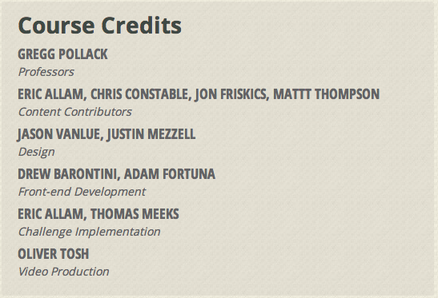 Course Credits
GREGG POLLACK
Professors
ERIC ALLAM, CHRIS CONSTABLE, JON FRISKICS, MATTT THOMPSON
Content Contributors
JASON VANLUE, JUSTIN MEZZELL
Design
DREW BARONTINI, ADAM FORTUNA
Front-end Development
ERIC ALLAM, THOMAS MEEKS
Challenge Implementation
OLIVER TOSH
Video Production